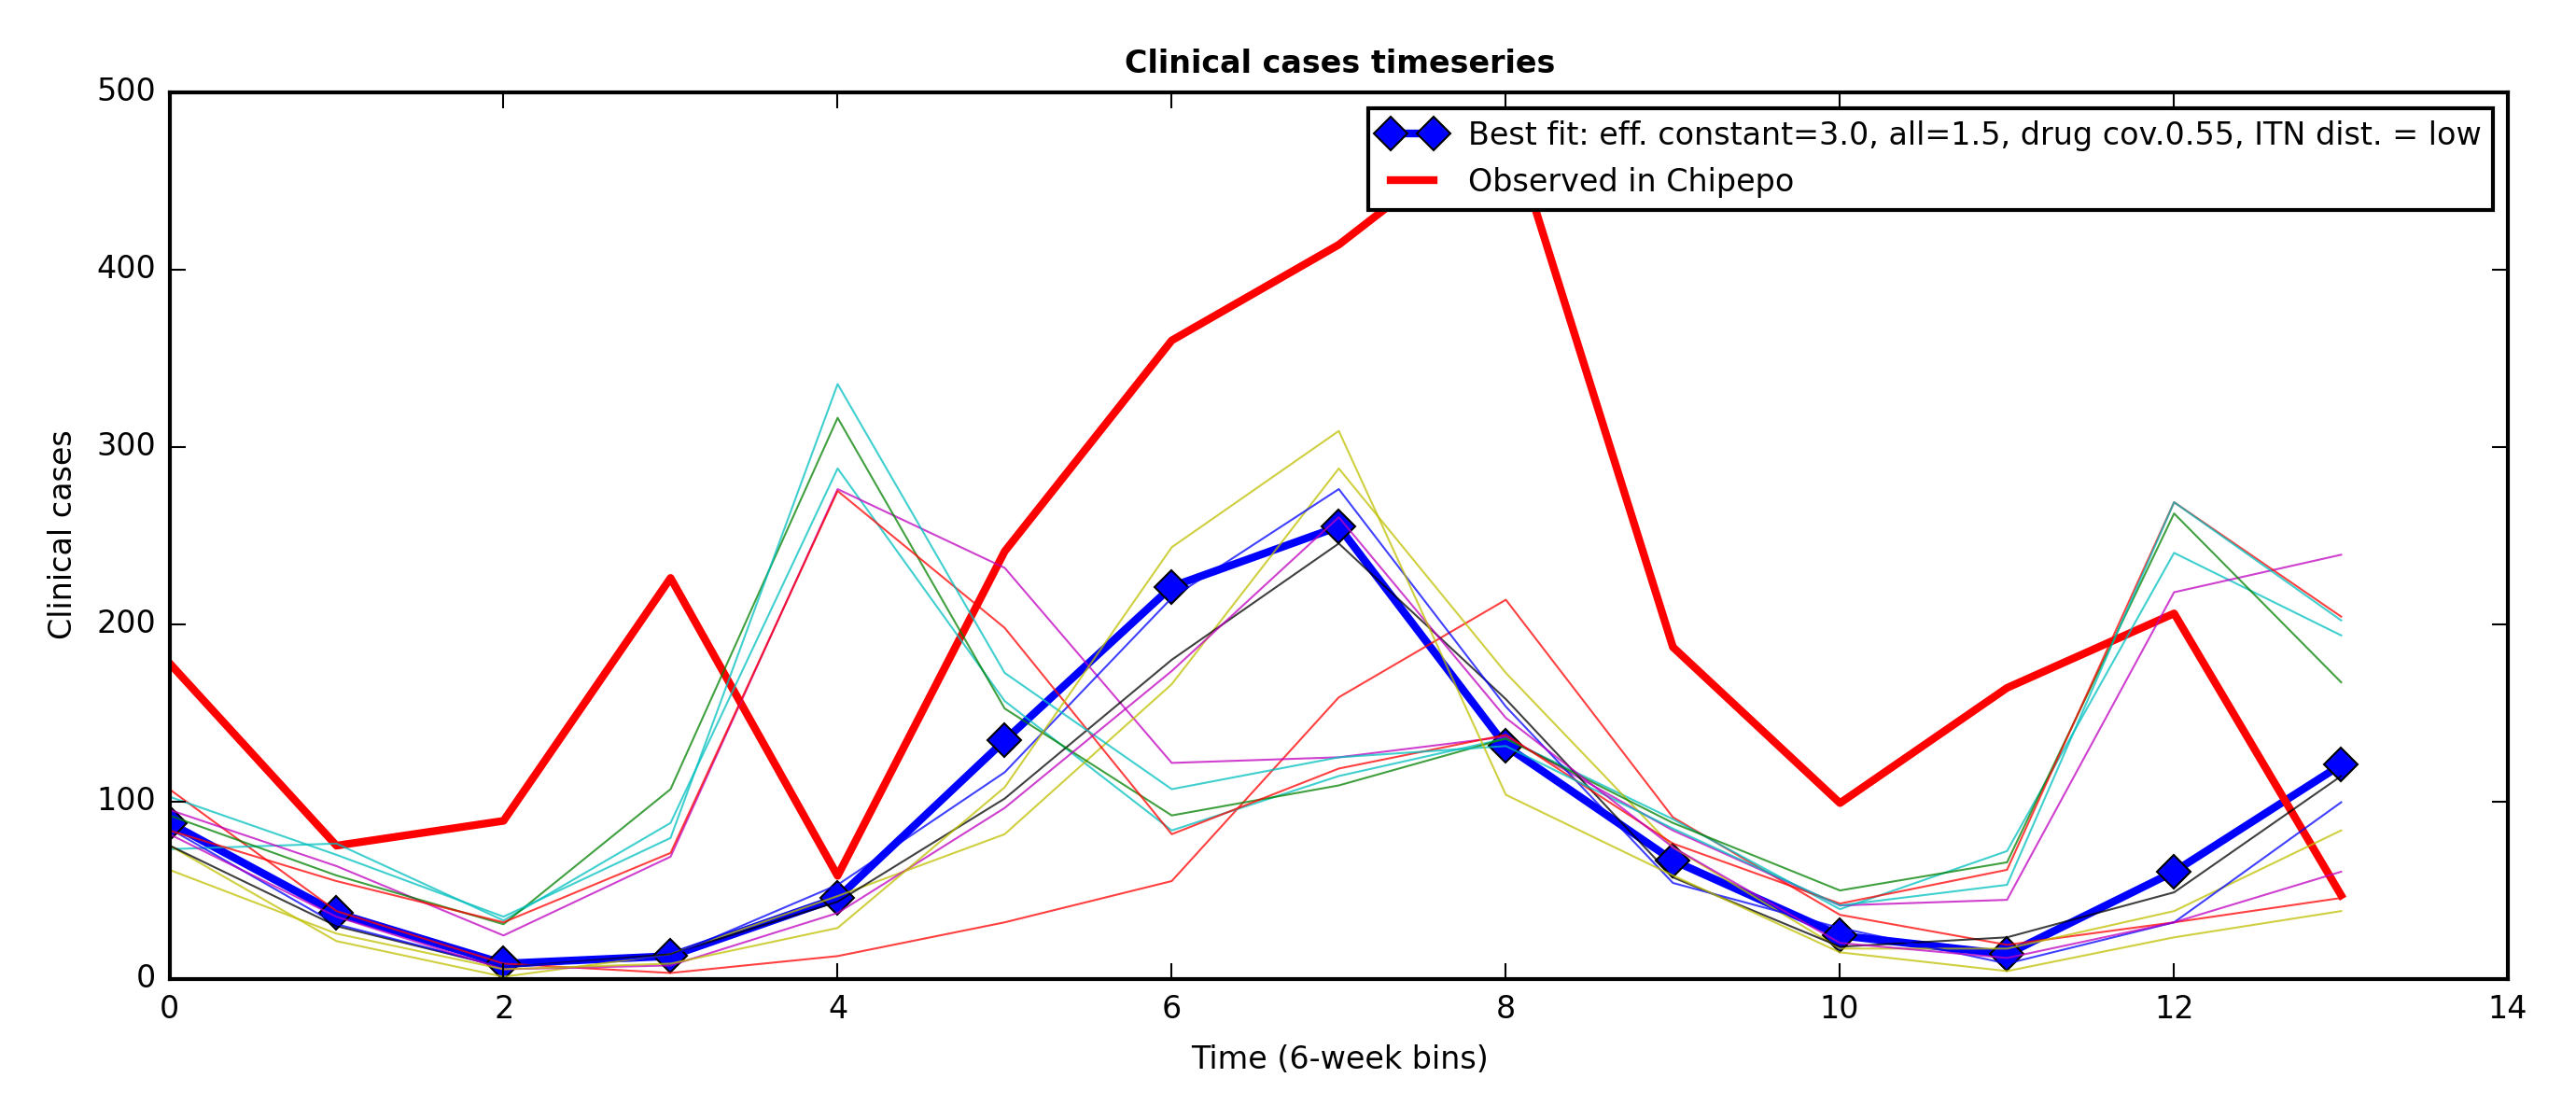 Clinical cases timeseries
500
400
300
200
100
0
Clinical cases
Best fit: eff. constant=3.0, all=1.5, drug cov.0.55, ITN dist. = low
Observed in Chipepo
0 2 4 6 8 10 12 14
Time (6-week bins)